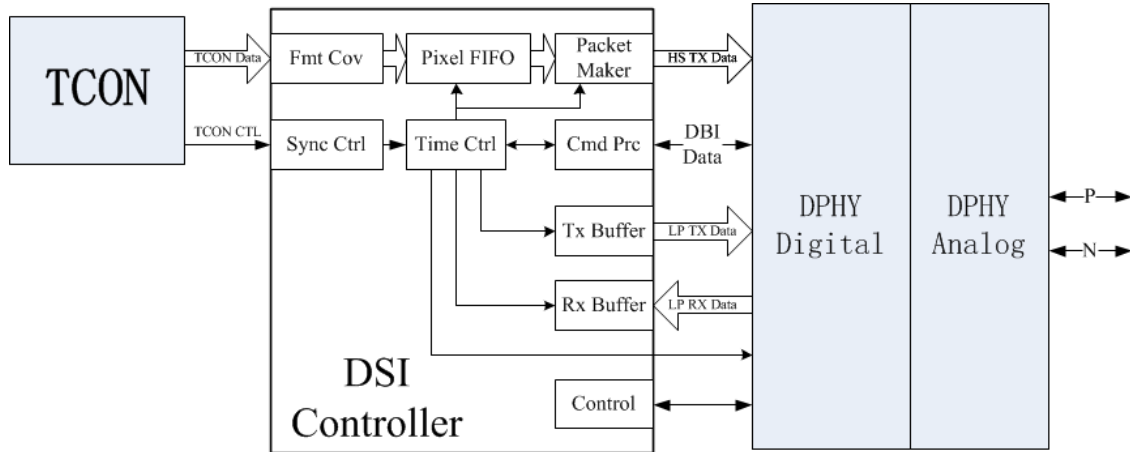 TCON
TCON Data
TCON CTL
Fmt Cov
Pixel FIFO
Packet
Maker
HS TX Data
Sync Ctrl
Time Ctrl
Cmd Prc
DBI
Data
Tx Buffer
LP TX Data
Rx Buffer
LP RX Data
DSI
Controller
Control
DPHY
Digital
DPHY
Analog
P
N